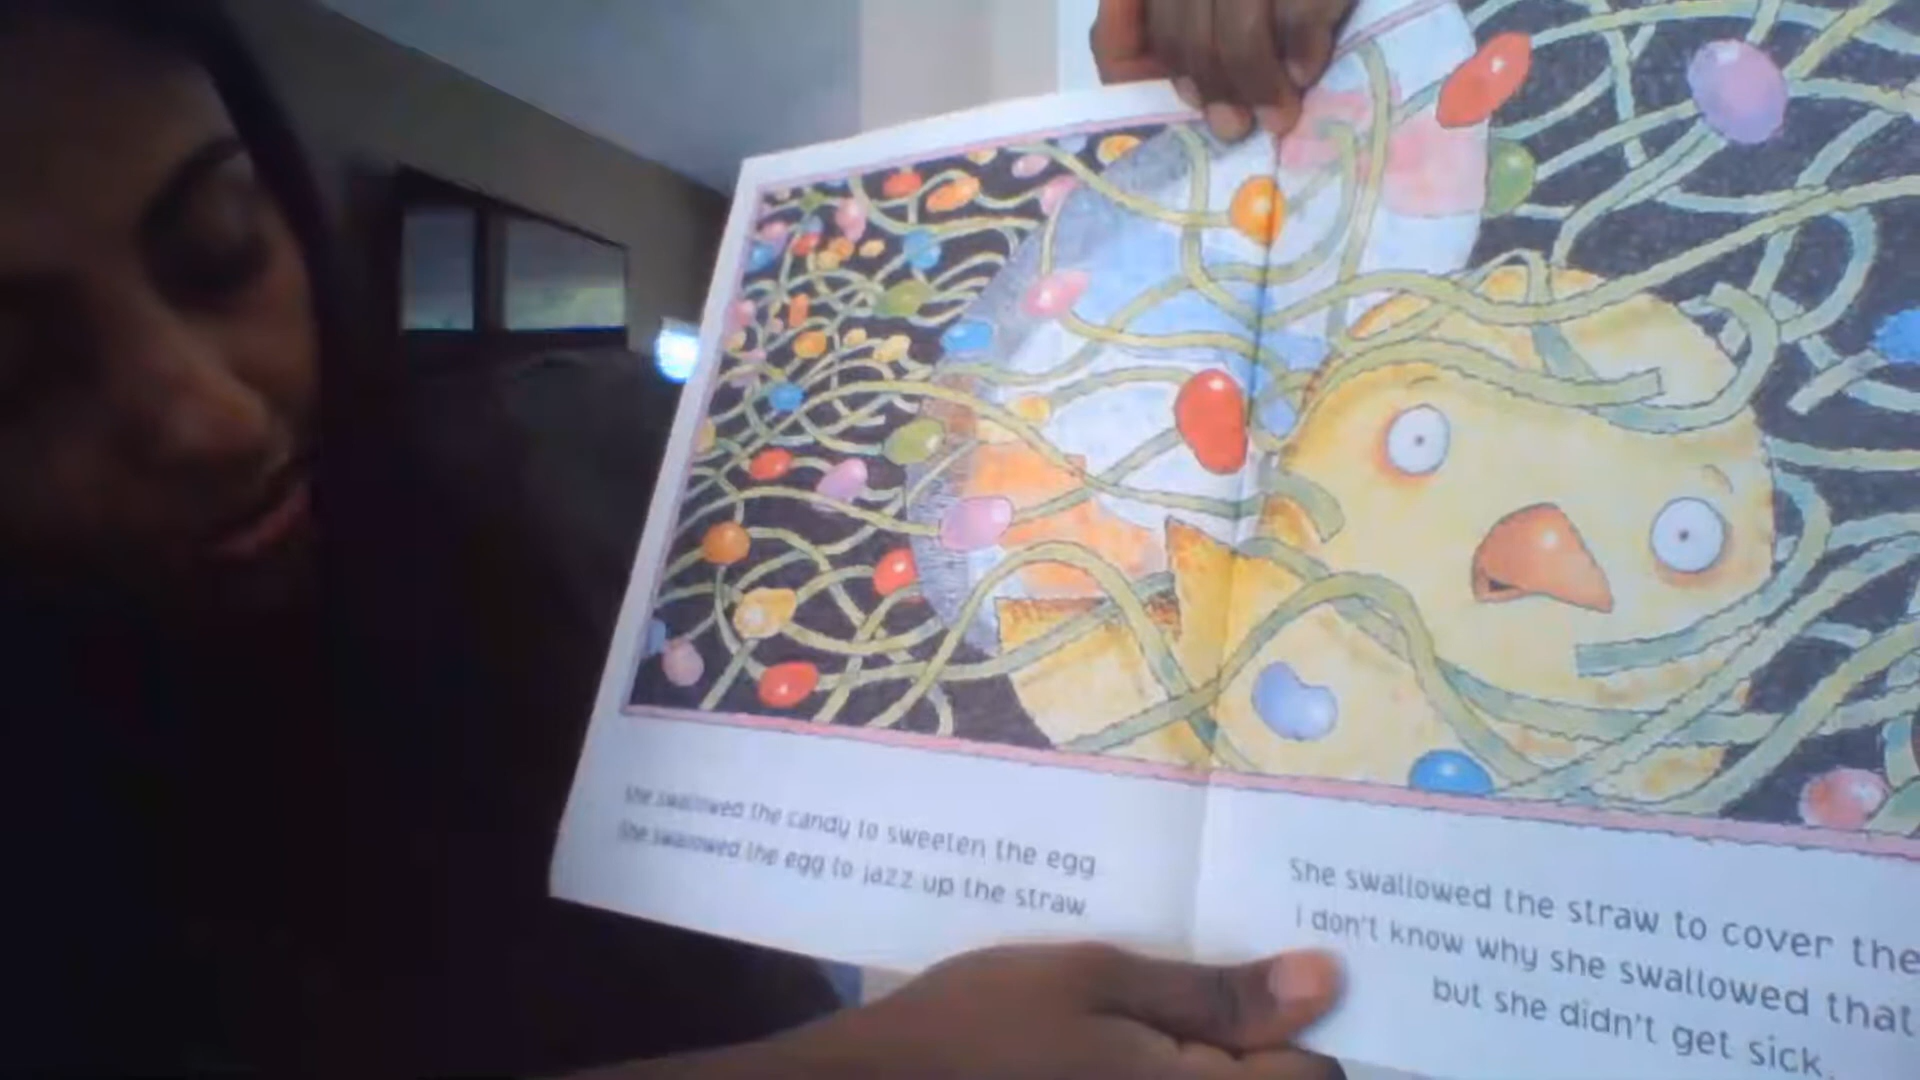 She swallowed the candy to sweeten the egg
She swallowed the egg to jazz up the straw.
She swallowed the straw to cover the
I don't know why she swallowed that
but she didn't get sick.